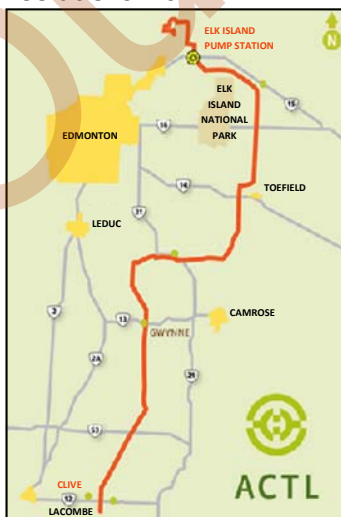 ELK ISLAND
PUMP STATION
N
ELK
ISLAND
NATIONAL
PARK
15
EDMONTON
16
14
TOEFIELD
21
LEDUC
2
CAMROSE
13
GWYNNE
2A
53
ACTL
CLIVE
12
LACOMBE